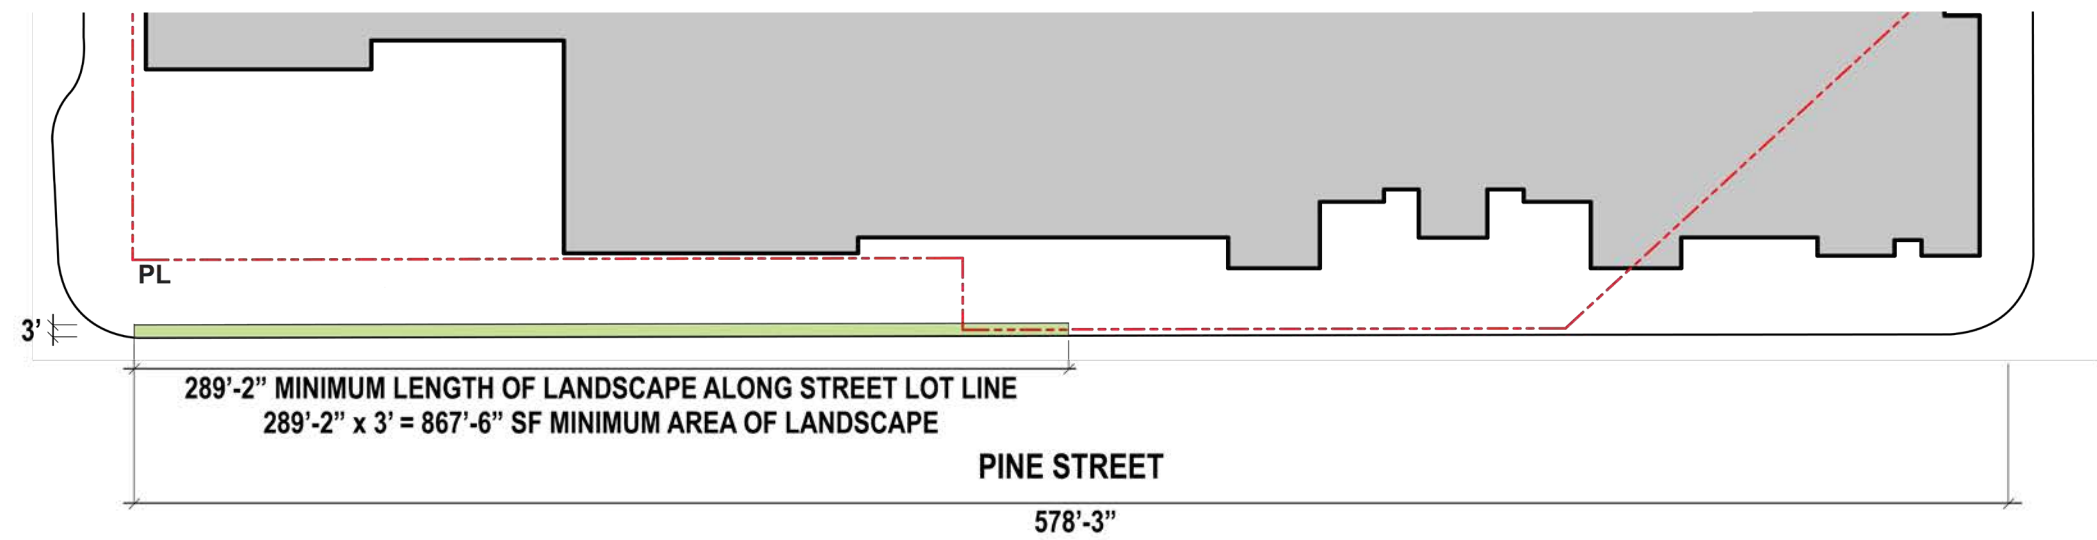 PL
3’
289’-2” MINIMUM LENGTH OF LANDSCAPE ALONG STREET LOT LINE
289’-2” x 3’ = 867’-6” SF MINIMUM AREA OF LANDSCAPE
PINE STREET
578’-3”